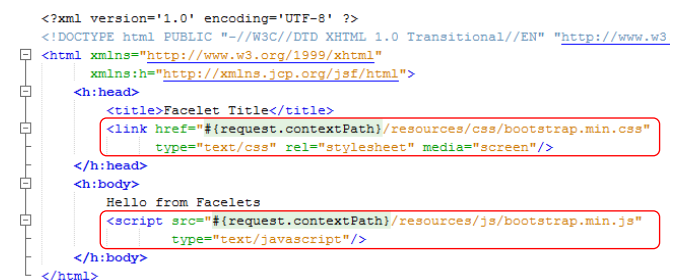 <?xml version='1.0' encoding='UTF-8' ?>
<!DOCTYPE html PUBLIC "-//W3C//DTD XHTML 1.0 Transitional//EN" "http://www.w3
<html xmlns="http://www.w3.org/1999/xhtml"
xmlns:h="http://xmlns.jcp.org/jsf/html">
<h:head>
<title>Facelet Title</title>
<link href="#{request.contextPath}/resources/css/bootstrap.min.css"
type="text/css" rel="stylesheet" media="screen"/>
</h:head>
<h:body>
Hello from Facelets
<script src="#{request.contextPath}/resources/js/bootstrap.min.js"
type="text/javascript"/>
</h:body>
</html>